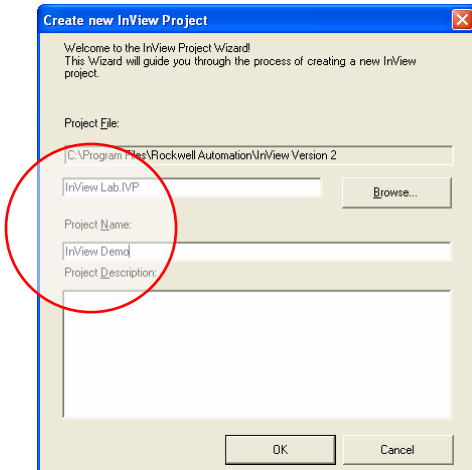 Create new InView Project
Welcome to the InView Project Wizard!
This Wizard will guide you through the process of creating a new InView
project.
Project File:
C:\Program Files\Rockwell Automation\InView Version 2
InView Lab.IVP
Browse...
Project Name:
InView Demo
Project Description:
OK
Cancel